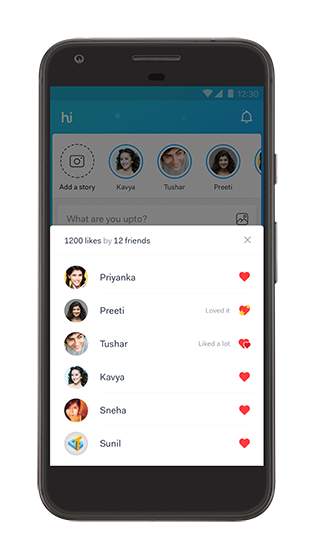 12:30
hj
Add a story
Kavya
Tushar
Preeti
What are you upto?
1200 likes by 12 friends
Priyanka
Preeti
Loved it
Tushar
Liked a lot
Kavya
Sneha
Sunil